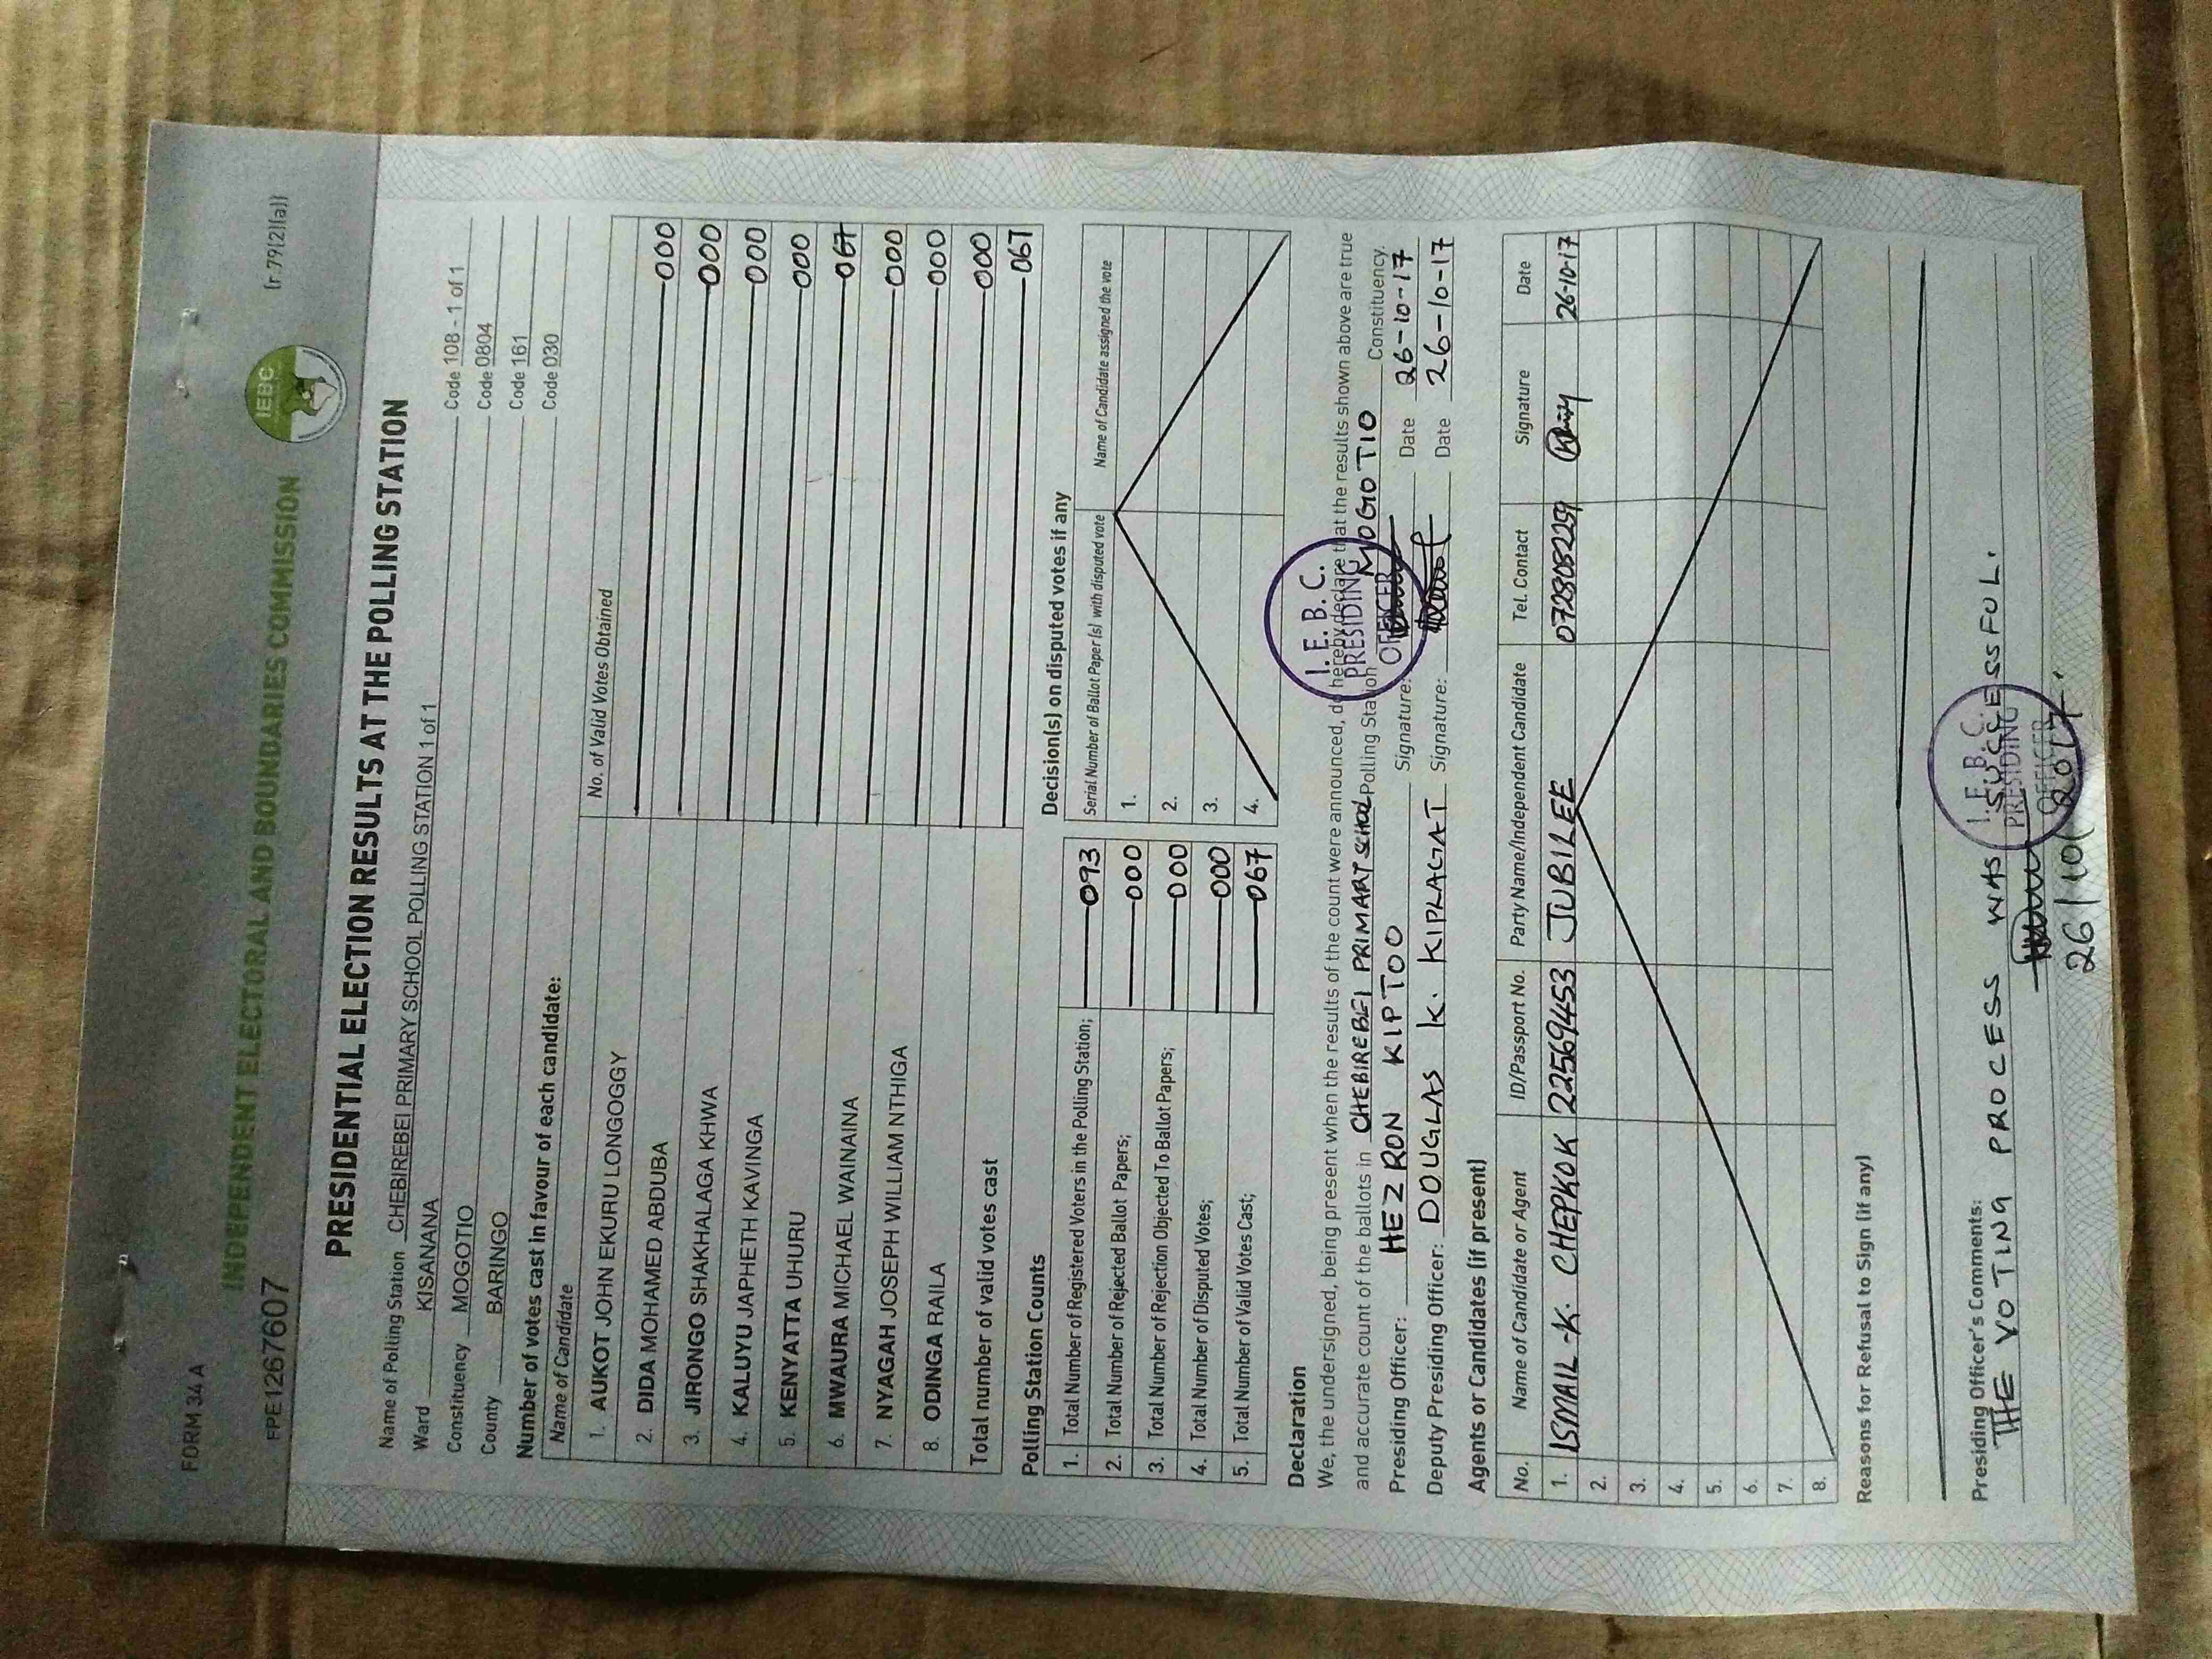 FORM 34 A
(r 79(2)(a))
INDEPENDENT ELECTORAL AND BOUNDARIES COMMISSION
IEBC
FPE1267607
PRESIDENTIAL ELECTION RESULTS AT THE POLLING STATION
Name of Polling Station CHEBIREBEI PRIMARY SCHOOL POLLING STATION 1 of 1 Code 108 - 1 of 1
Ward KISANANA Code 0804
Constituency MOGOTIO Code 161
County BARINGO Code 030
Number of votes cast in favour of each candidate:
Name of Candidate No. of Valid Votes Obtained
1. AUKOT JOHN EKURU LONGOGGY 000
2. DIDA MOHAMED ABDUBA 000
3. JIRONGO SHAKHALAGA KHWA 000
4. KALUYU JAPHETH KAVINGA 000
5. KENYATTA UHURU 067
6. MWAURA MICHAEL WAINAINA 000
7. NYAGAH JOSEPH WILLIAM NTHIGA 000
8. ODINGA RAILA 000
Total number of valid votes cast 067
Polling Station Counts
1. Total Number of Registered Voters in the Polling Station; 093
2. Total Number of Rejected Ballot Papers; 000
3. Total Number of Rejection Objected To Ballot Papers; 000
4. Total Number of Disputed Votes; 000
5. Total Number of Valid Votes Cast; 067
Decision(s) on disputed votes if any
Serial Number of Ballot Paper (s) with disputed vote Name of Candidate assigned the vote
1.
2.
3.
4.
Declaration
We, the undersigned, being present when the results of the count were announced, do hereby declare that the results shown above are true
and accurate count of the ballots in CHEBIREBEI PRIMARY SCHOOL Polling Station MOGOTIO Constituency.
Presiding Officer: HEZRON KIPTOO Signature: Date 26-10-17
Deputy Presiding Officer: DOUGLAS K. KIPLAGAT Signature: Date 26-10-17
I.E.B.C.
PRESIDING
OFFICER
Agents or Candidates (if present)
No. Name of Candidate or Agent ID/Passport No. Party Name/Independent Candidate Tel. Contact Signature Date
1. ISMAIL K. CHEPKOK 22569453 JUBILEE 26-10-17
2.
3.
4.
5.
6.
7.
8.
Reasons for Refusal to Sign (if any)
Presiding Officer's Comments:
THE VOTING PROCESS WAS SUCCESSFUL.
I.E.B.C.
PRESIDING
OFFICER
26/10/2017.